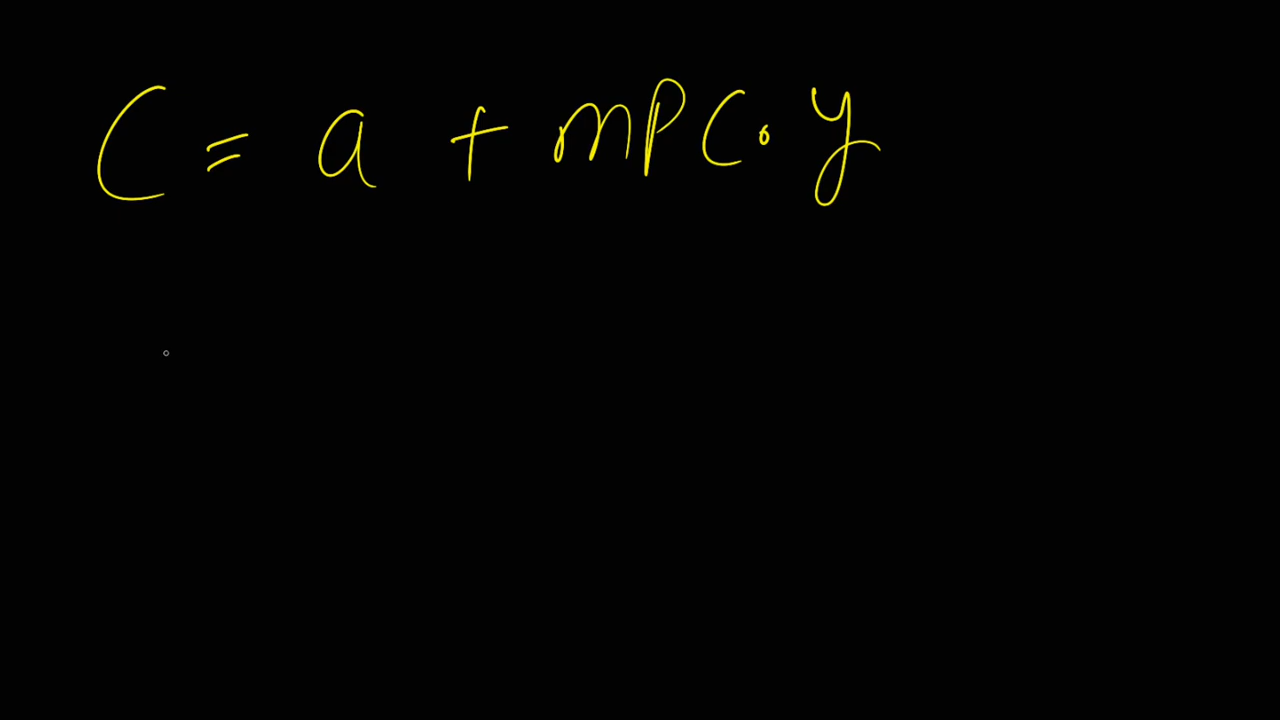 C = a + MPC. y